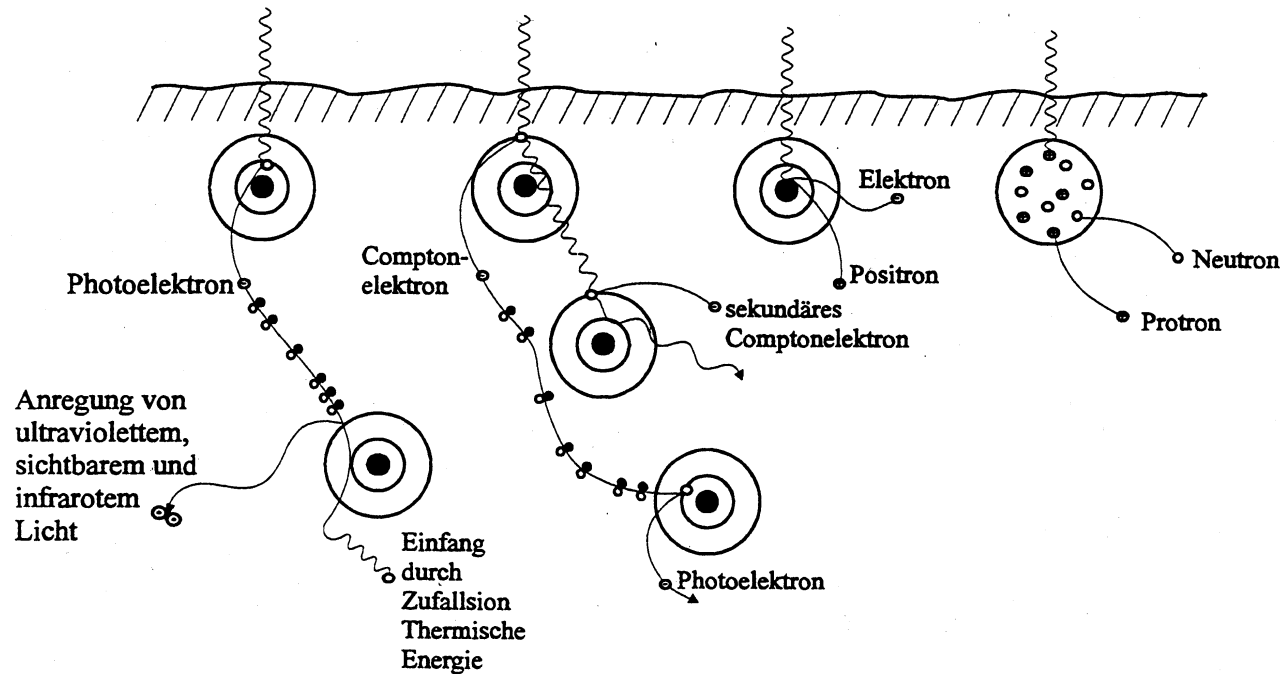 Photoelektron
Anregung von
ultraviolettem,
sichtbarem und
infrarotem
Licht
Einfang
durch
Zufallsion
Thermische
Energie
Compton-
elektron
sekundäres
Comptonelektron
Photoelektron
Elektron
Positron
Neutron
Protron